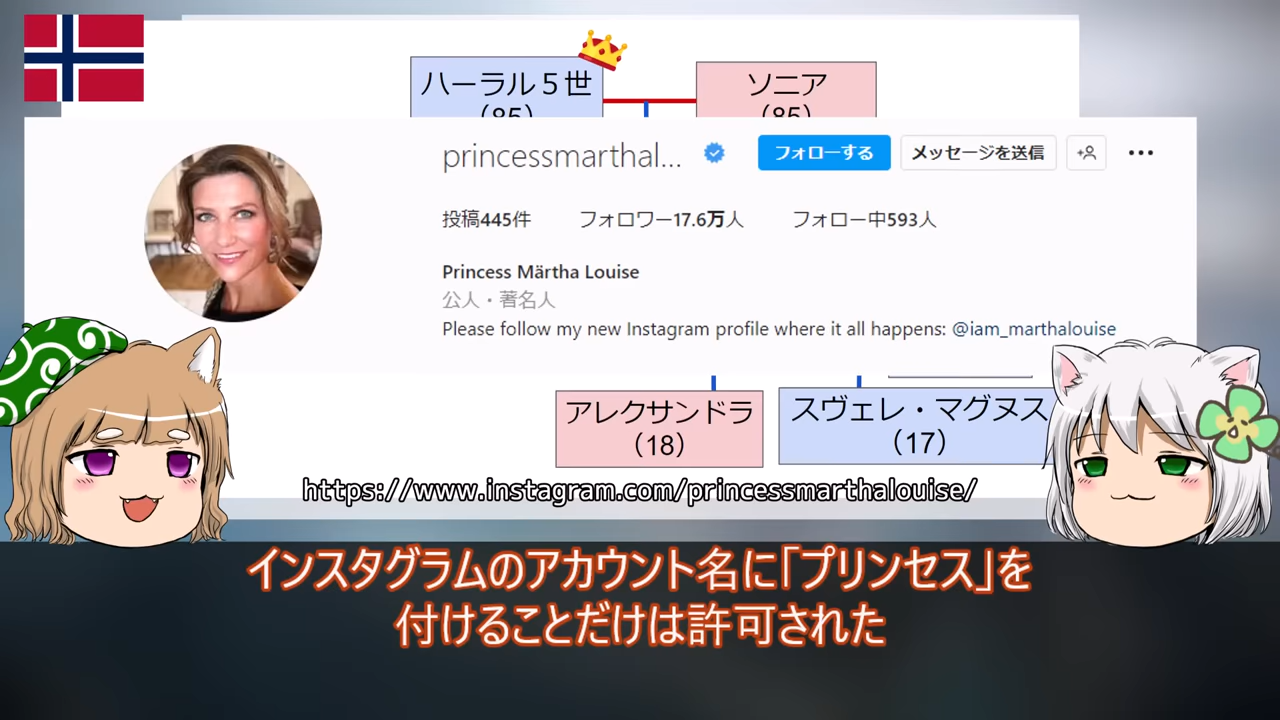 ハーラル5世
ソニア
(85)
(85)
princessmarthal...
フォローする
メッセージを送信
投稿445件
フォロワー17.6万人
フォロー中593人
Princess Märtha Louise
公人・著名人
Please follow my new Instagram profile where it all happens: @iam_marthalouise
アレクサンドラ
(18)
スヴェレ・マグヌス
(17)
https://www.instagram.com/princessmarthalouise/
インスタグラムのアカウント名に「プリンセス」を
付けることだけは許可された